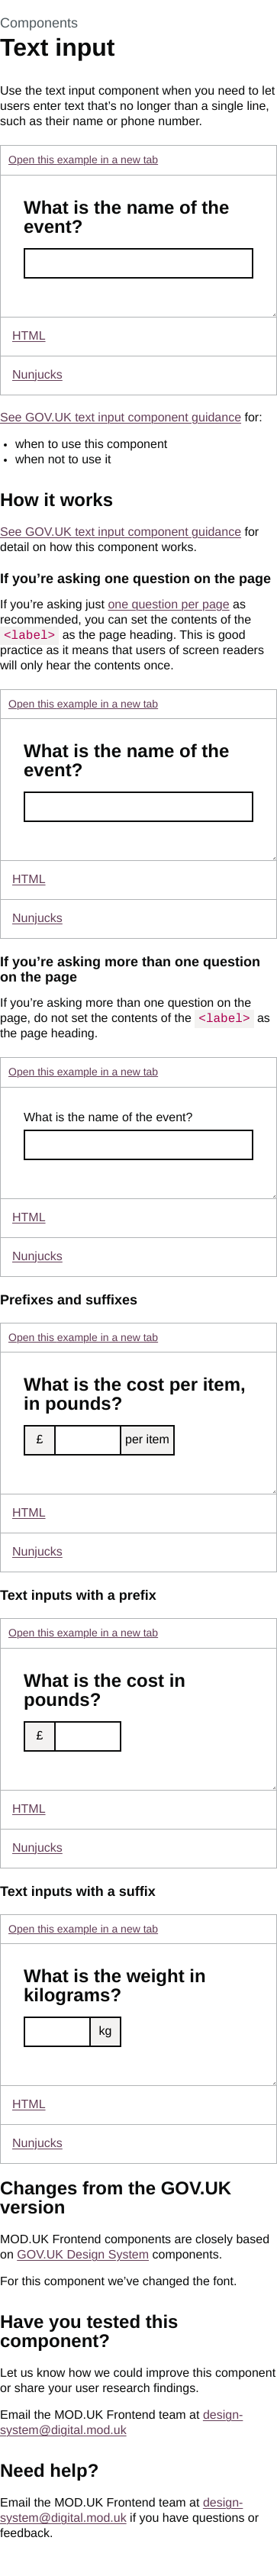 Components
Text input
Use the text input component when you need to let
users enter text that’s no longer than a single line,
such as their name or phone number.
Open this example in a new tab
What is the name of the
event?
HTML
Nunjucks
See GOV.UK text input component guidance for:
• when to use this component
• when not to use it
How it works
See GOV.UK text input component guidance for
detail on how this component works.
If you’re asking one question on the page
If you’re asking just one question per page as
recommended, you can set the contents of the
<label> as the page heading. This is good
practice as it means that users of screen readers
will only hear the contents once.
Open this example in a new tab
What is the name of the
event?
HTML
Nunjucks
If you’re asking more than one question
on the page
If you’re asking more than one question on the
page, do not set the contents of the <label> as
the page heading.
Open this example in a new tab
What is the name of the event?
HTML
Nunjucks
Prefixes and suffixes
Open this example in a new tab
What is the cost per item,
in pounds?
£ per item
HTML
Nunjucks
Text inputs with a prefix
Open this example in a new tab
What is the cost in
pounds?
£
HTML
Nunjucks
Text inputs with a suffix
Open this example in a new tab
What is the weight in
kilograms?
kg
HTML
Nunjucks
Changes from the GOV.UK
version
MOD.UK Frontend components are closely based
on GOV.UK Design System components.
For this component we’ve changed the font.
Have you tested this
component?
Let us know how we could improve this component
or share your user research findings.
Email the MOD.UK Frontend team at design-
system@digital.mod.uk
Need help?
Email the MOD.UK Frontend team at design-
system@digital.mod.uk if you have questions or
feedback.